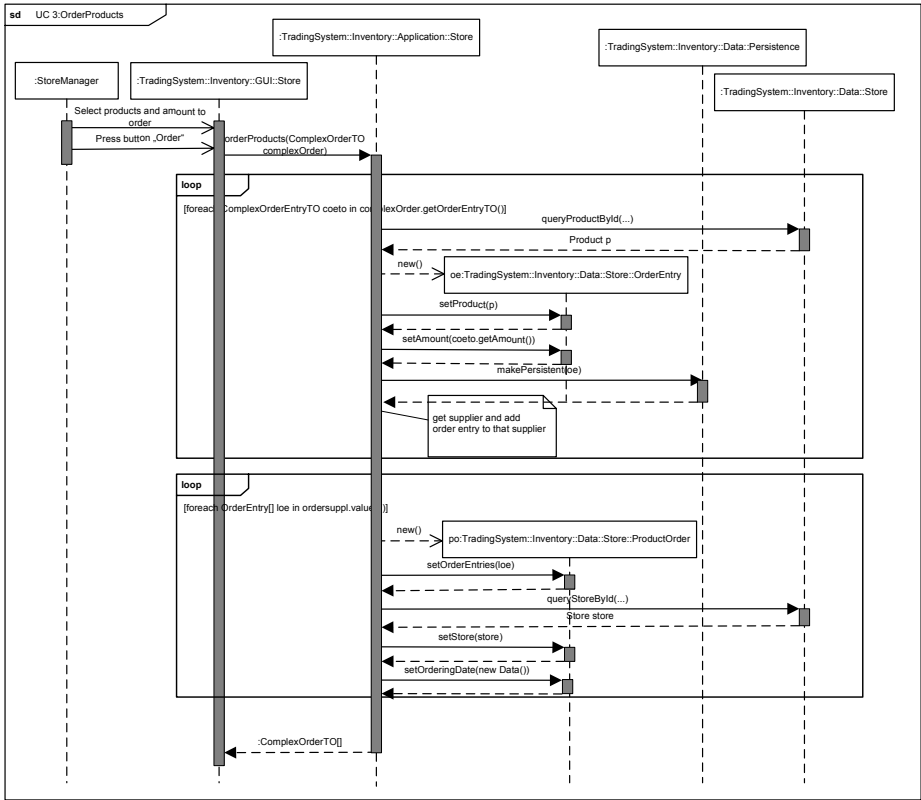 sd UC 3:OrderProducts
:TradingSystem::Inventory::Application::Store
:TradingSystem::Inventory::Data::Persistence
:StoreManager
:TradingSystem::Inventory::GUI::Store
:TradingSystem::Inventory::Data::Store
Select products and amount to
order
Press button „Order"
orderProducts(ComplexOrderTO
complexOrder)
loop
[foreach ComplexOrderEntryTO coeto in complexOrder.getOrderEntryTO()]
queryProductById(...)
Product p
new()
oe:TradingSystem::Inventory::Data::Store::OrderEntry
setProduct(p)
setAmount(coeto.getAmount())
makePersistent(oe)
get supplier and add
order entry to that supplier
loop
[foreach OrderEntry[] loe in ordersuppl.values()]
new()
po:TradingSystem::Inventory::Data::Store::ProductOrder
setOrderEntries(loe)
queryStoreById(...)
Store store
setStore(store)
setOrderingDate(new Data())
:ComplexOrderTO[]